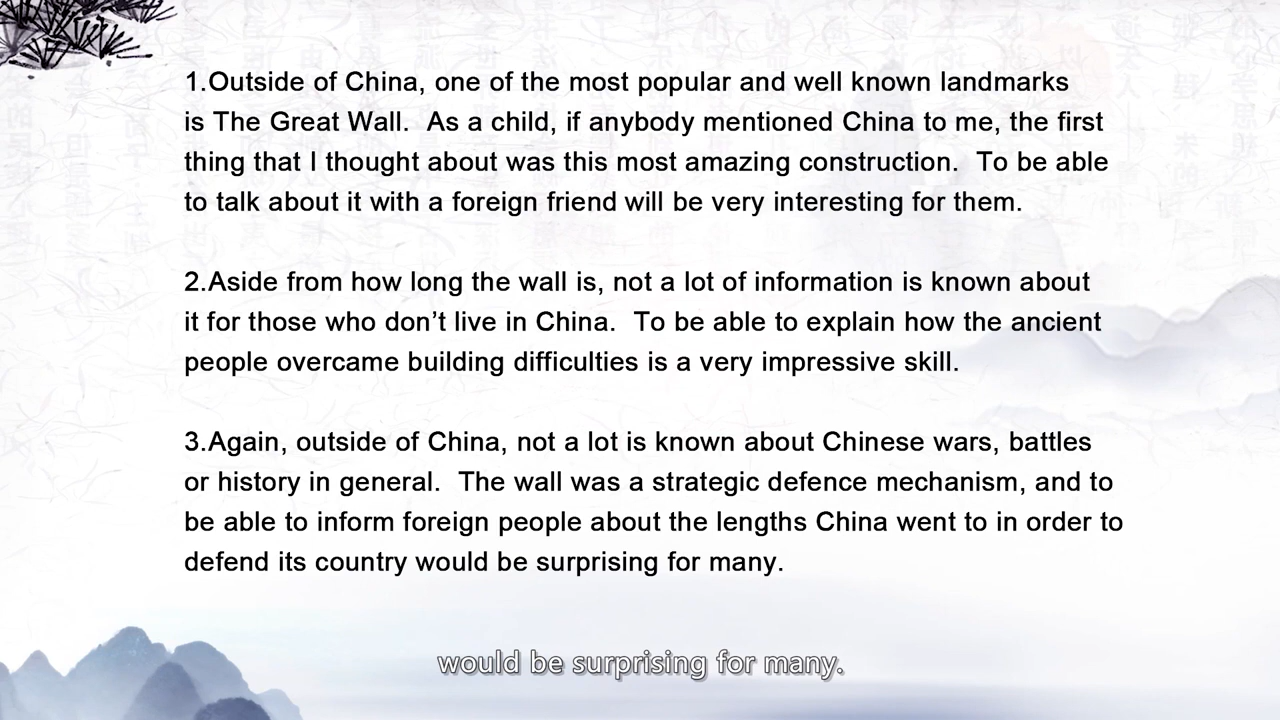 1.Outside of China, one of the most popular and well known landmarks
is The Great Wall.  As a child, if anybody mentioned China to me, the first
thing that I thought about was this most amazing construction.  To be able
to talk about it with a foreign friend will be very interesting for them.
2.Aside from how long the wall is, not a lot of information is known about
it for those who don’t live in China.  To be able to explain how the ancient
people overcame building difficulties is a very impressive skill.
3.Again, outside of China, not a lot is known about Chinese wars, battles
or history in general.  The wall was a strategic defence mechanism, and to
be able to inform foreign people about the lengths China went to in order to
defend its country would be surprising for many.
would be surprising for many.